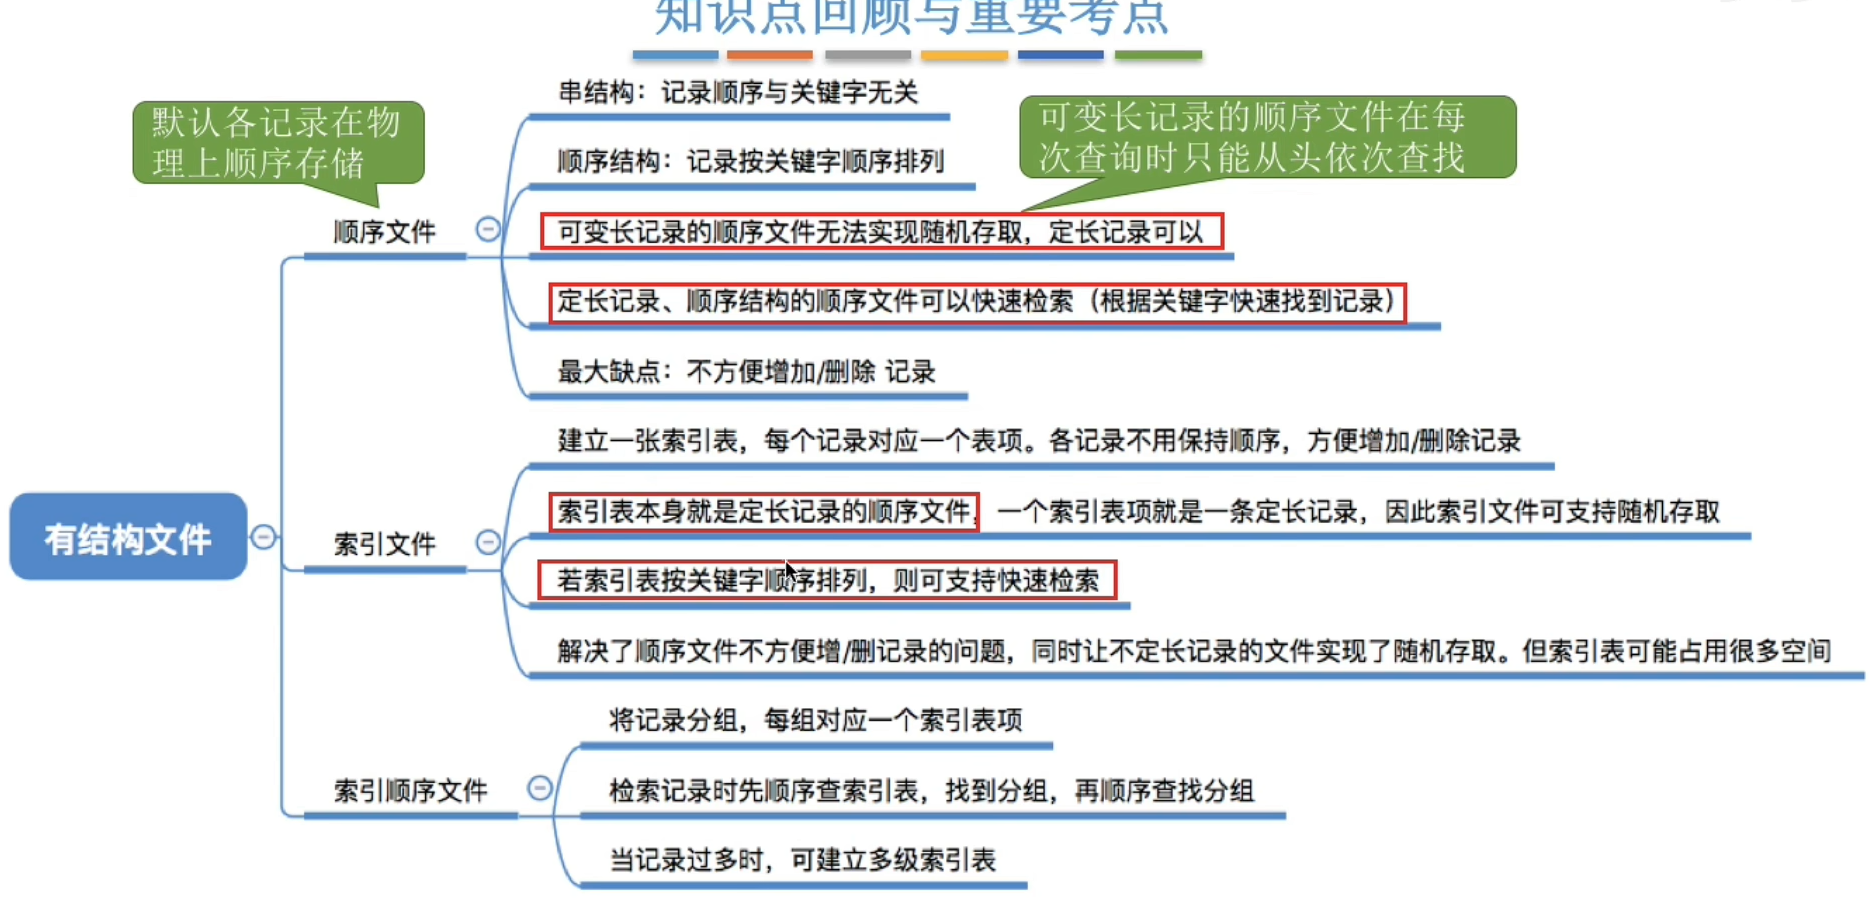 知识点回顾与重要考点
默认各记录在物
理上顺序存储
可变长记录的顺序文件在每
次查询时只能从头依次查找
有结构文件
顺序文件
串结构：记录顺序与关键字无关
顺序结构：记录按关键字顺序排列
可变长记录的顺序文件无法实现随机存取，定长记录可以
定长记录、顺序结构的顺序文件可以快速检索（根据关键字快速找到记录）
最大缺点：不方便增加/删除 记录
索引文件
建立一张索引表，每个记录对应一个表项。各记录不用保持顺序，方便增加/删除记录
索引表本身就是定长记录的顺序文件，一个索引表项就是一条定长记录，因此索引文件可支持随机存取
若索引表按关键字顺序排列，则可支持快速检索
解决了顺序文件不方便增/删记录的问题，同时让不定长记录的文件实现了随机存取。但索引表可能占用很多空间
索引顺序文件
将记录分组，每组对应一个索引表项
检索记录时先顺序查索引表，找到分组，再顺序查找分组
当记录过多时，可建立多级索引表